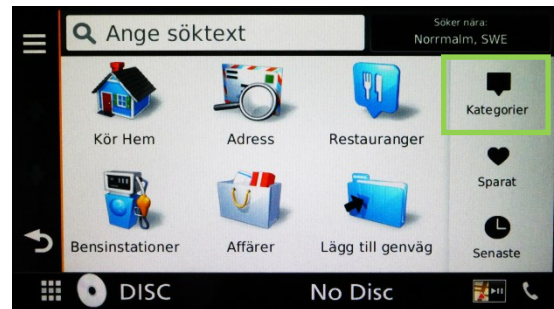 Ange söktext
Söker nära:
Norrmalm, SWE
Kör Hem
Adress
Restauranger
Kategorier
Sparat
Bensinstationer
Affärer
Lägg till genväg
Senaste
DISC
No Disc